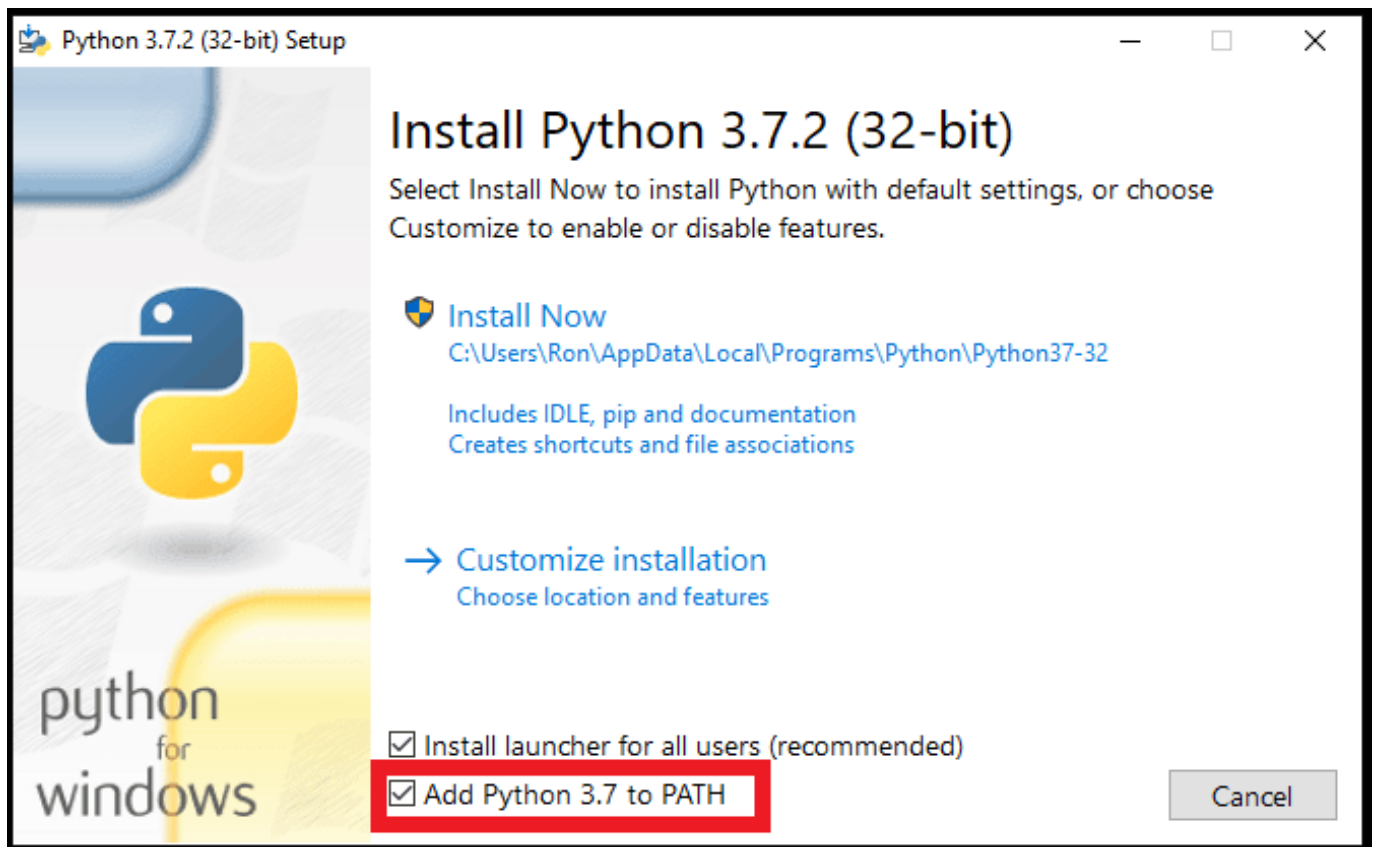 Python 3.7.2 (32-bit) Setup
Install Python 3.7.2 (32-bit)
Select Install Now to install Python with default settings, or choose
Customize to enable or disable features.
Install Now
C:\Users\Ron\AppData\Local\Programs\Python\Python37-32
Includes IDLE, pip and documentation
Creates shortcuts and file associations
Customize installation
Choose location and features
python
for
windows
Install launcher for all users (recommended)
Add Python 3.7 to PATH
Cancel